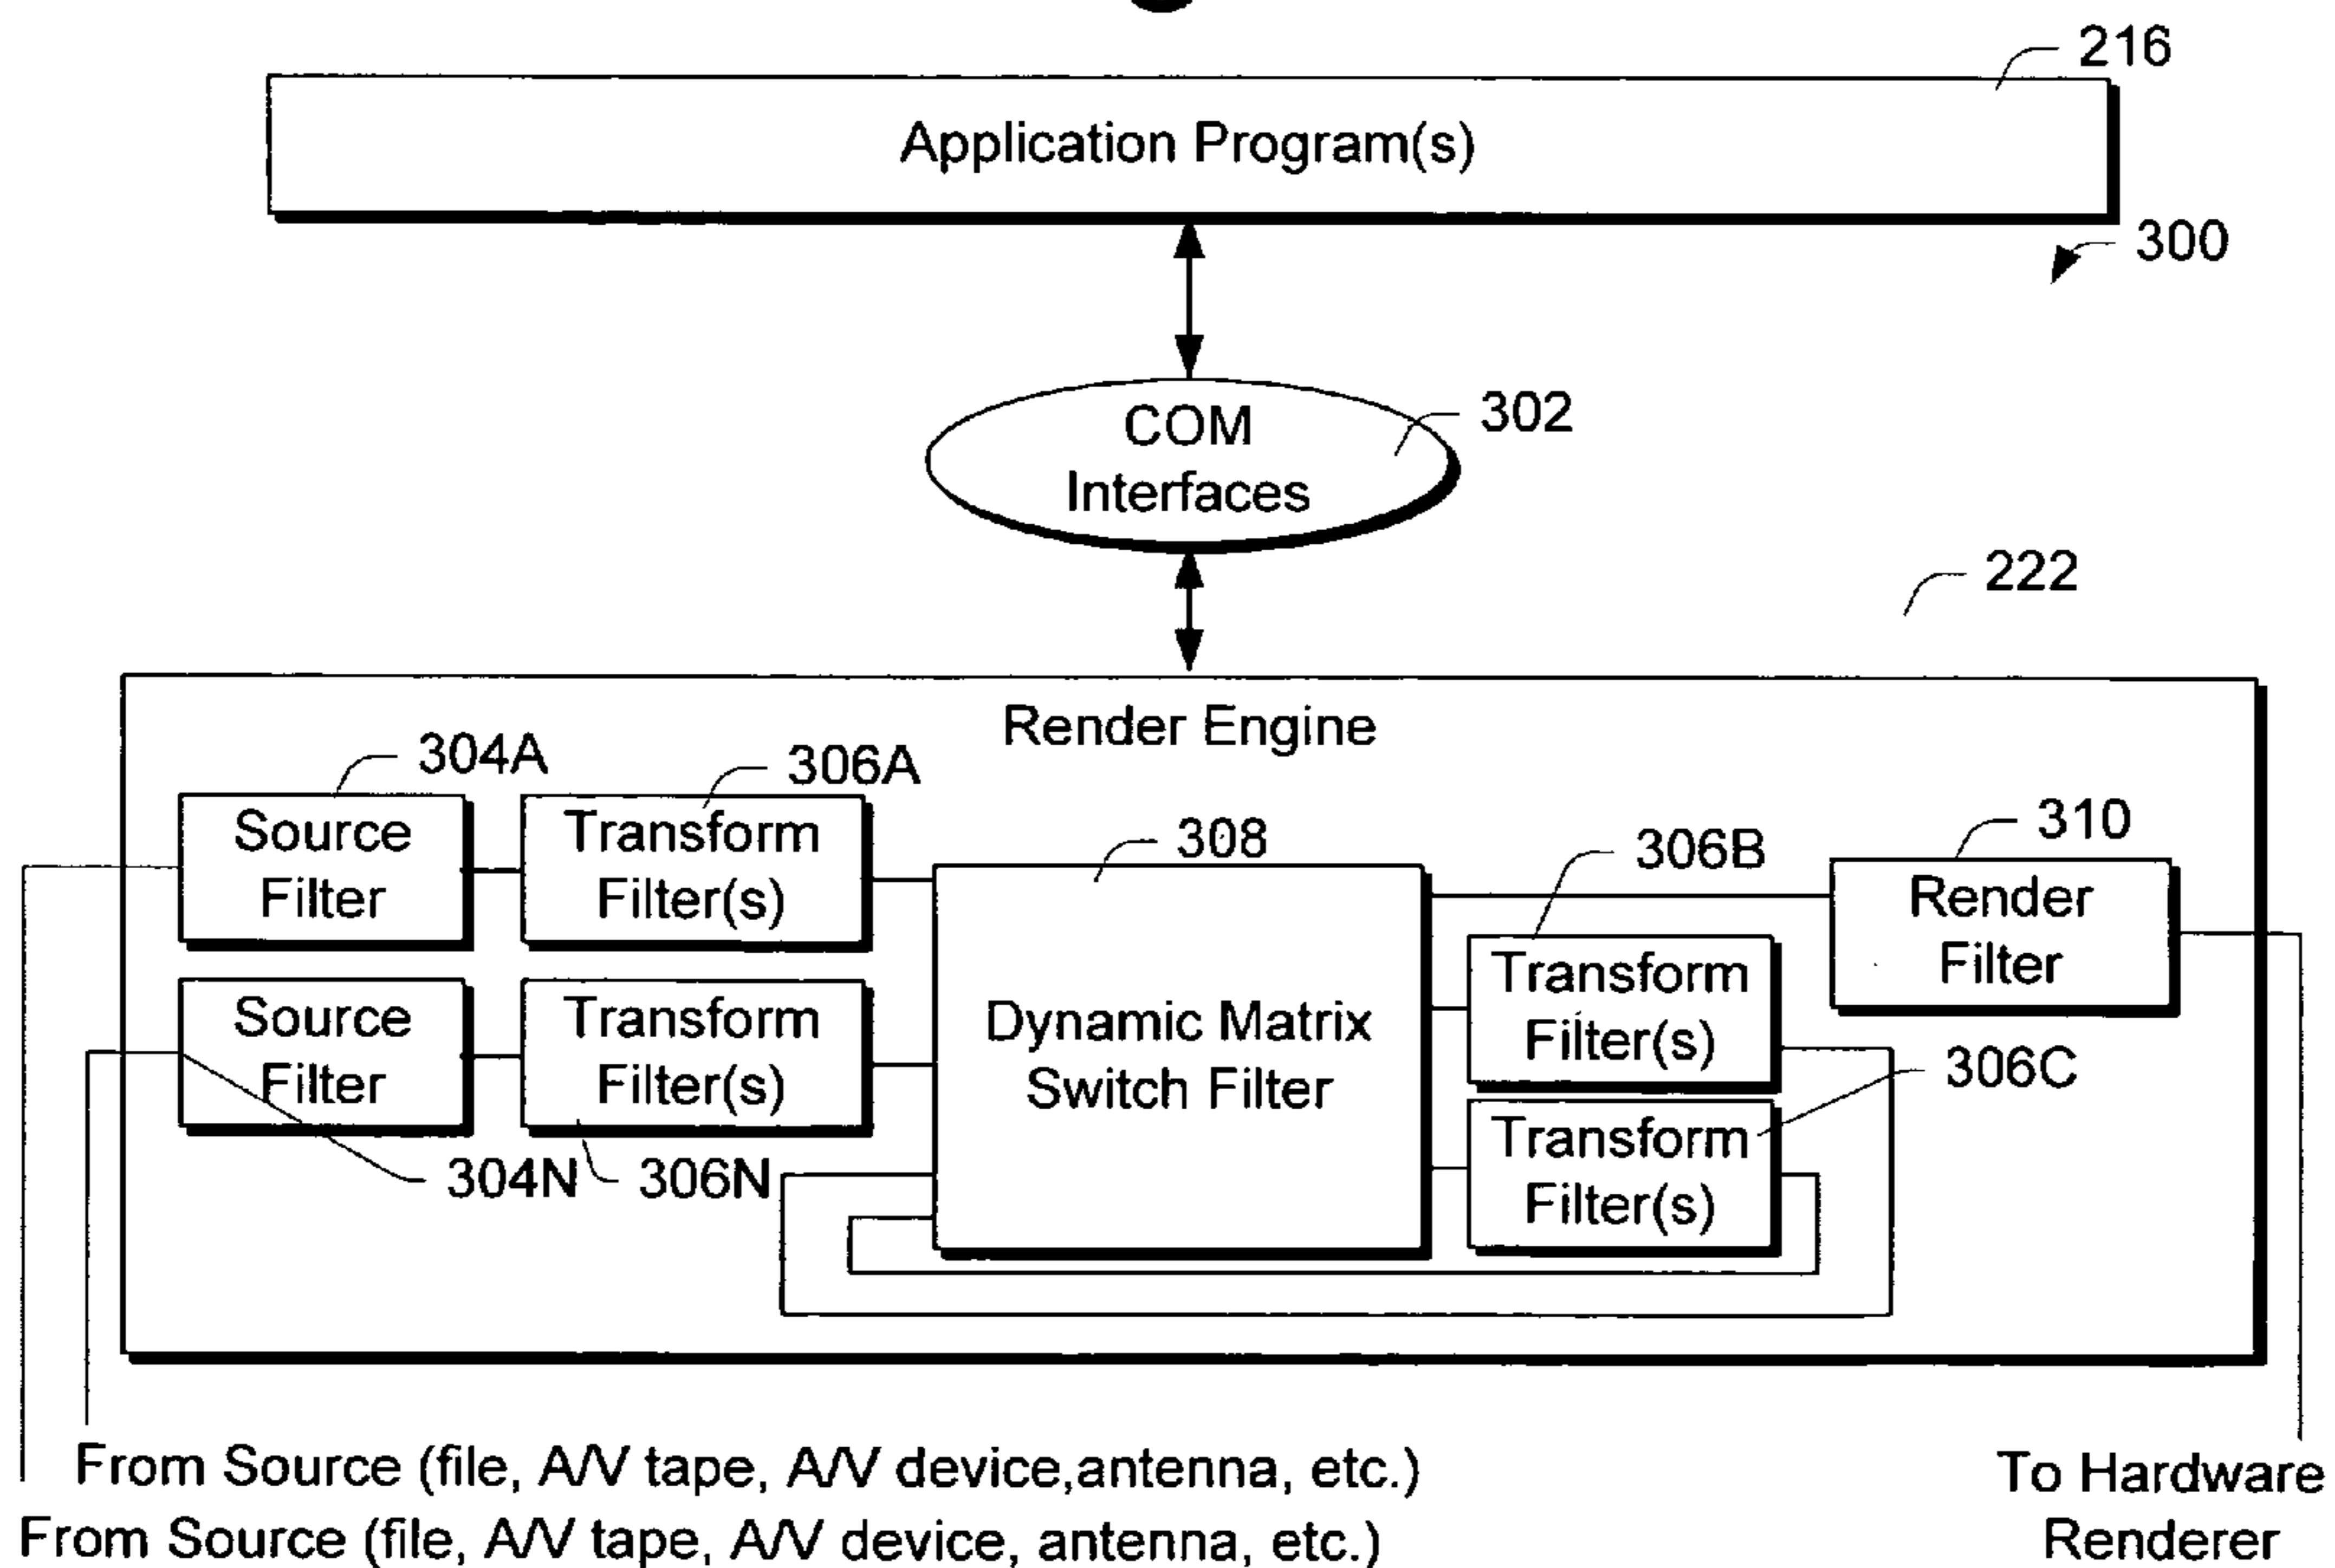 216
Application Program(s)
300
COM
Interfaces
302
222
Render Engine
304A
306A
Source
Filter
Transform
Filter(s)
308
306B
310
Render
Filter
Source
Filter
Transform
Filter(s)
Dynamic Matrix
Switch Filter
Transform
Filter(s)
306C
Transform
Filter(s)
304N
306N
From Source (file, A/V tape, A/V device,antenna, etc.)
From Source (file, A/V tape, A/V device, antenna, etc.)
To Hardware
Renderer